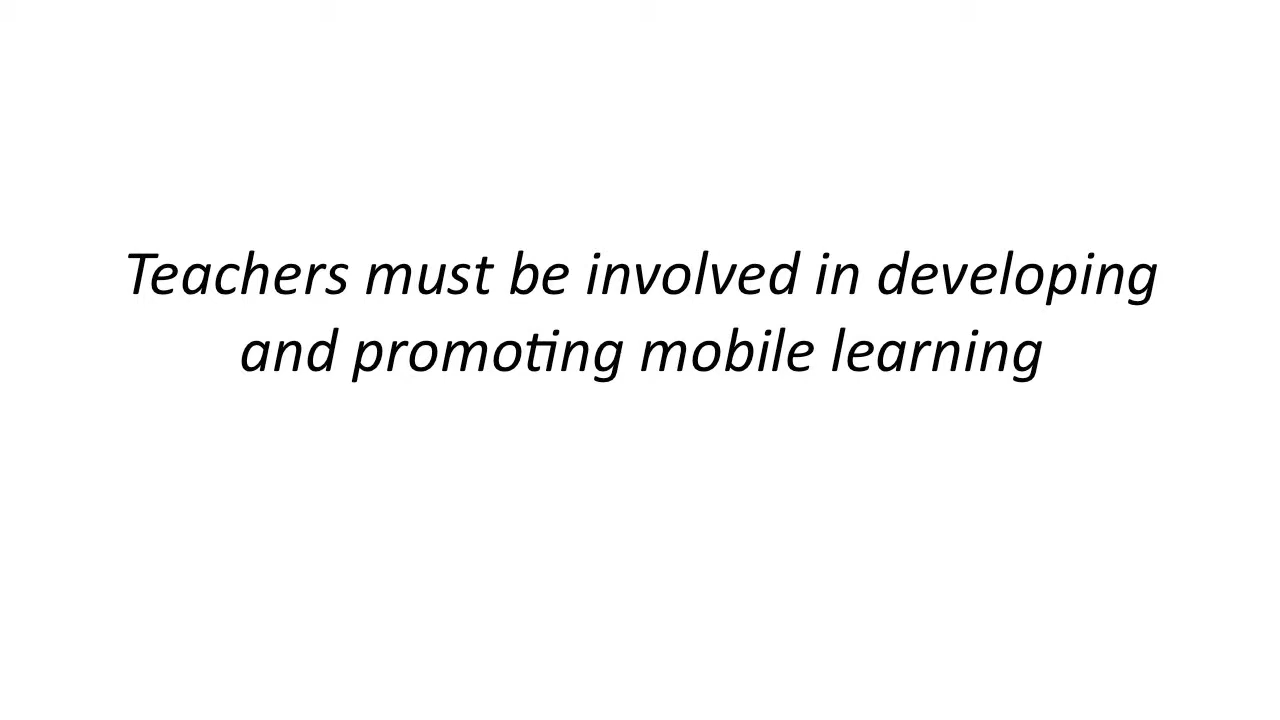 Teachers must be involved in developing
and promoting mobile learning